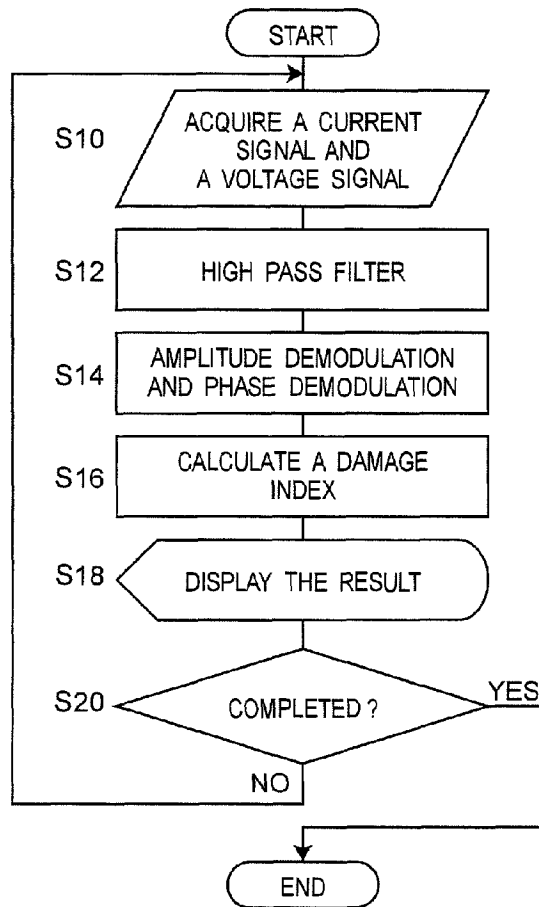 START
S10
ACQUIRE A CURRENT
SIGNAL AND
A VOLTAGE SIGNAL
S12
HIGH PASS FILTER
S14
AMPLITUDE DEMODULATION
AND PHASE DEMODULATION
S16
CALCULATE A DAMAGE
INDEX
S18
DISPLAY THE RESULT
S20
COMPLETED ?
YES
NO
END